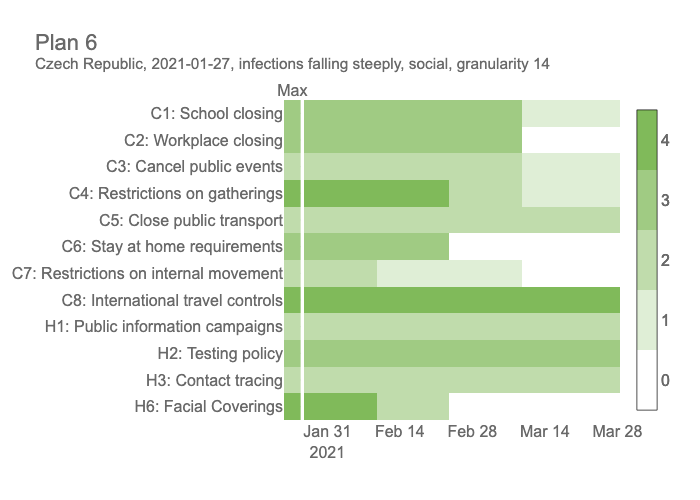 Plan 6
Czech Republic, 2021-01-27, infections falling steeply, social, granularity 14
Max
C1: School closing
C2: Workplace closing
C3: Cancel public events
C4: Restrictions on gatherings
C5: Close public transport
C6: Stay at home requirements
C7: Restrictions on internal movement
C8: International travel controls
H1: Public information campaigns
H2: Testing policy
H3: Contact tracing
H6: Facial Coverings
Jan 31 Feb 14 Feb 28 Mar 14 Mar 28
2021
4
3
2
1
0